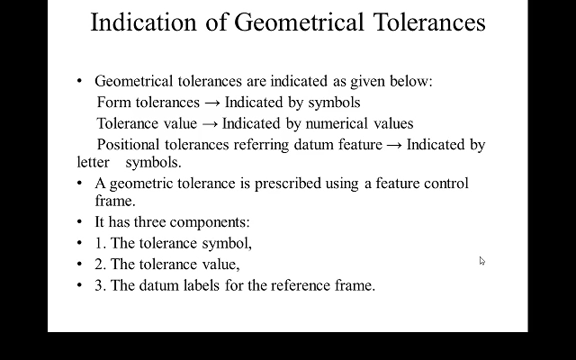 Indication of Geometrical Tolerances
• Geometrical tolerances are indicated as given below:
Form tolerances → Indicated by symbols
Tolerance value → Indicated by numerical values
Positional tolerances referring datum feature → Indicated by
letter symbols.
• A geometric tolerance is prescribed using a feature control
frame.
• It has three components:
• 1. The tolerance symbol,
• 2. The tolerance value,
• 3. The datum labels for the reference frame.